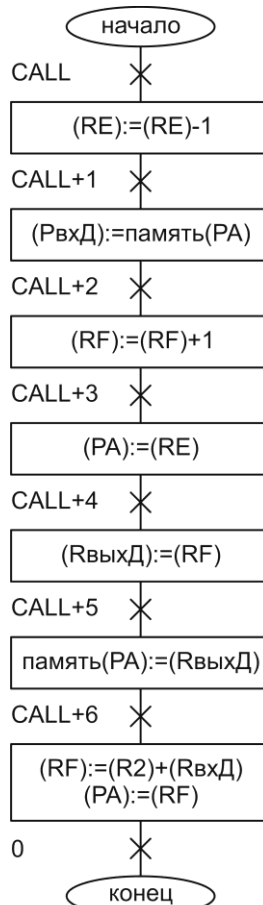 начало
CALL
(RE):=(RE)-1
CALL+1
(РвхД):=память(РА)
CALL+2
(RF):=(RF)+1
CALL+3
(РА):=(RE)
CALL+4
(RвыхД):=(RF)
CALL+5
память(РА):=(RвыхД)
CALL+6
(RF):=(R2)+(RвхД)
(РА):=(RF)
0
конец